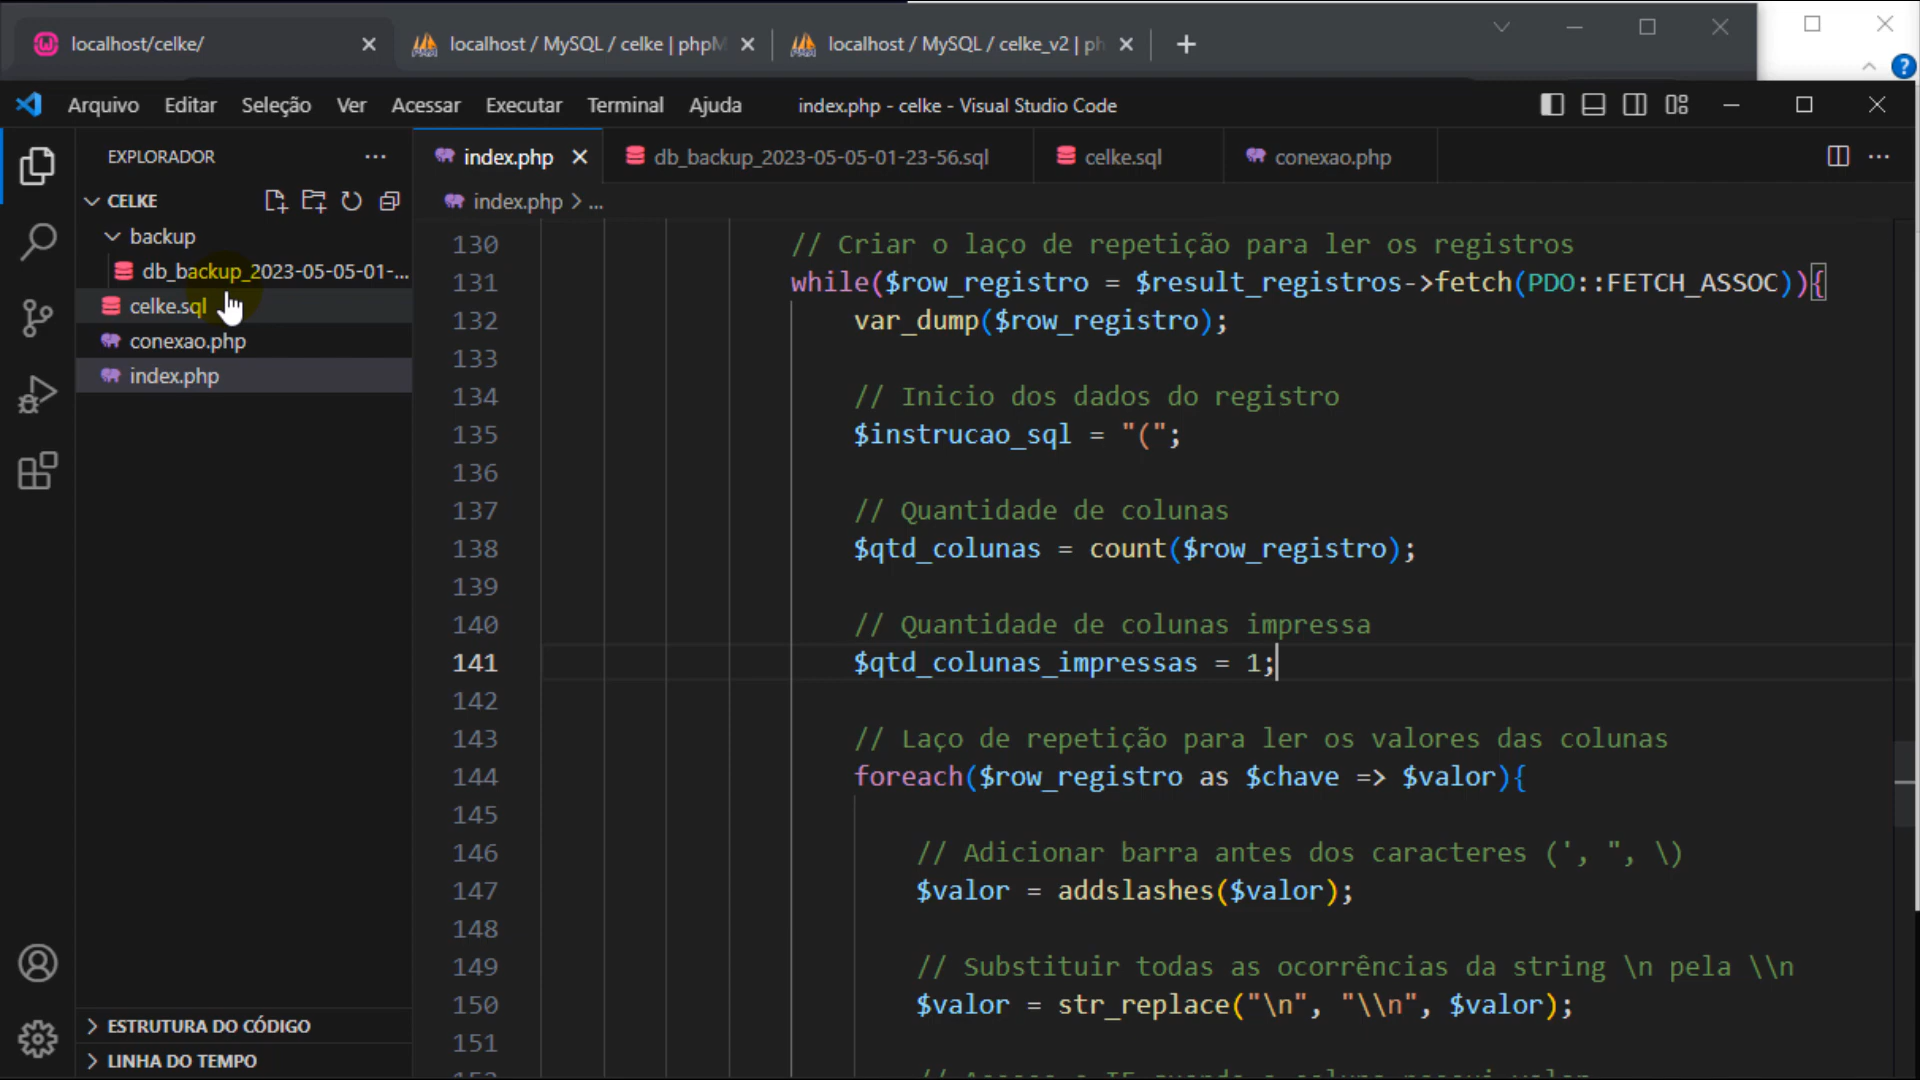 localhost/celke/
localhost / MySQL / celke | phpM
localhost / MySQL / celke_v2 | ph
Arquivo Editar Seleção Ver Acessar Executar Terminal Ajuda
index.php - celke - Visual Studio Code
EXPLORADOR
index.php
db_backup_2023-05-05-01-23-56.sql
celke.sql
conexao.php
CELKE
index.php > ...
backup
db_backup_2023-05-05-01-...
celke.sql
conexao.php
index.php
130 // Criar o laço de repetição para ler os registros
131 while($row_registro = $result_registros->fetch(PDO::FETCH_ASSOC)){
132 var_dump($row_registro);
133
134 // Inicio dos dados do registro
135 $instrucao_sql = "(";
136
137 // Quantidade de colunas
138 $qtd_colunas = count($row_registro);
139
140 // Quantidade de colunas impressa
141 $qtd_colunas_impressas = 1;
142
143 // Laço de repetição para ler os valores das colunas
144 foreach($row_registro as $chave => $valor){
145
146 // Adicionar barra antes dos caracteres (', ", \)
147 $valor = addslashes($valor);
148
149 // Substituir todas as ocorrências da string \n pela \\n
150 $valor = str_replace("\n", "\\n", $valor);
151
ESTRUTURA DO CÓDIGO
LINHA DO TEMPO